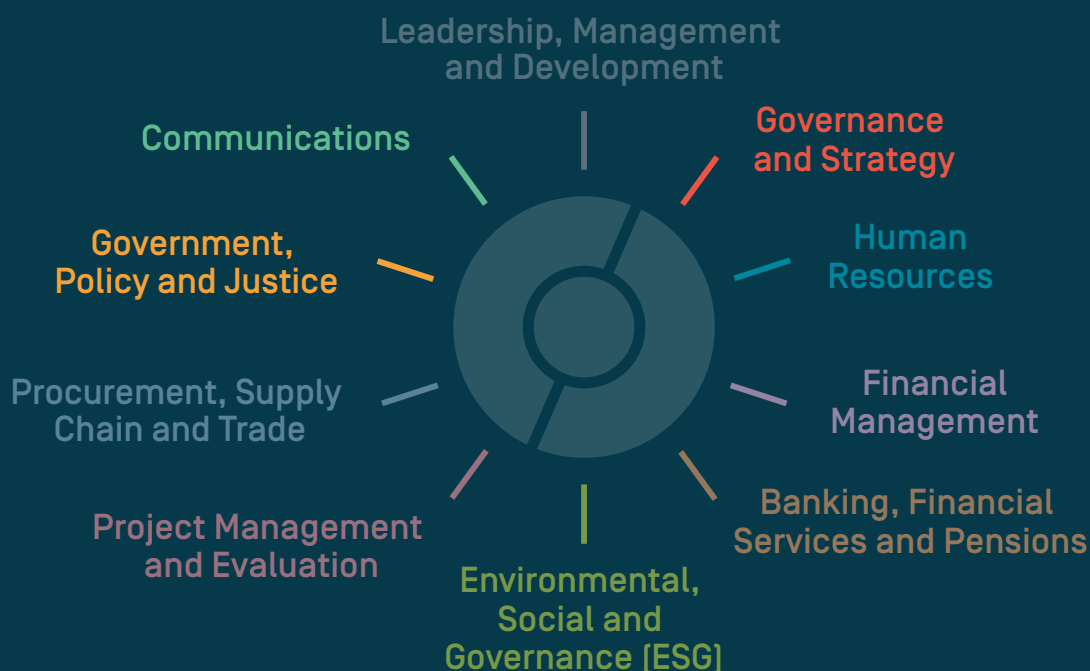 Leadership, Management
and Development
Governance
and Strategy
Human
Resources
Financial
Management
Banking, Financial
Services and Pensions
Environmental,
Social and
Governance (ESG)
Project Management
and Evaluation
Procurement, Supply
Chain and Trade
Government,
Policy and Justice
Communications